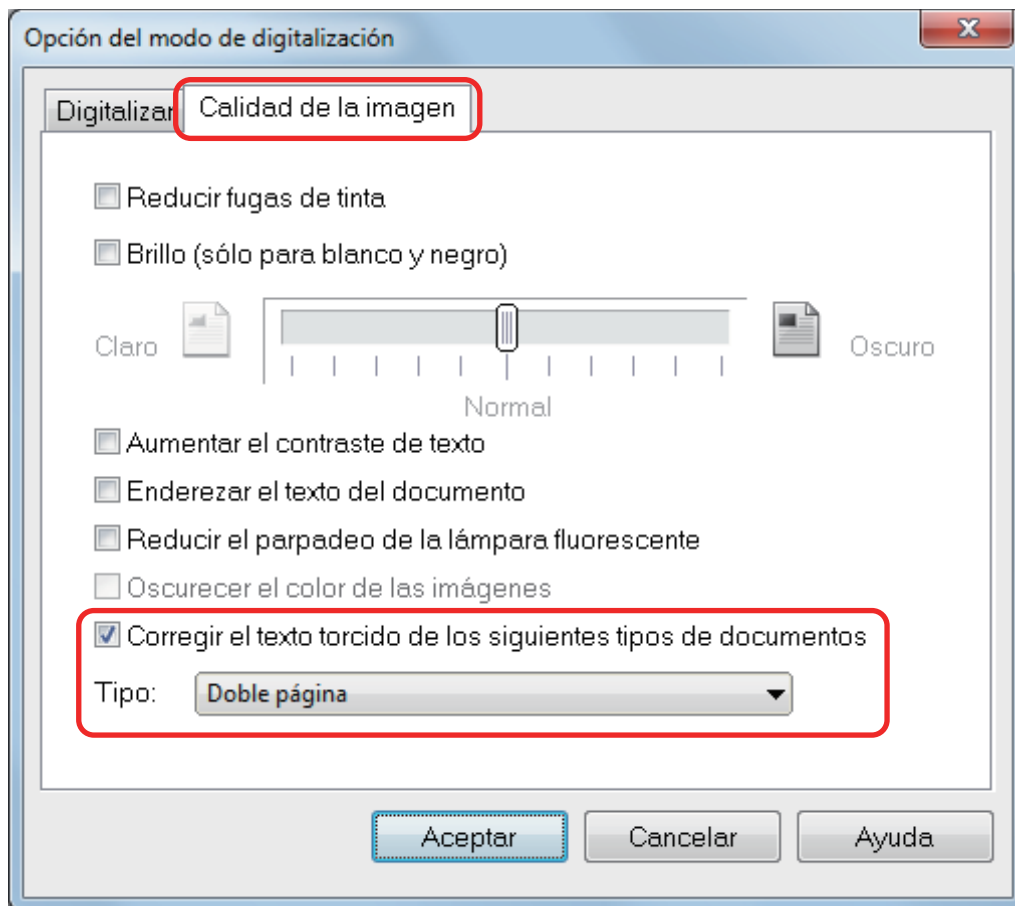 Opción del modo de digitalización
Digitalizar Calidad de la imagen
Reducir fugas de tinta
Brillo (sólo para blanco y negro)
Claro Oscuro
Normal
Aumentar el contraste de texto
Enderezar el texto del documento
Reducir el parpadeo de la lámpara fluorescente
Oscurecer el color de las imágenes
Corregir el texto torcido de los siguientes tipos de documentos
Tipo: Doble página
Aceptar Cancelar Ayuda